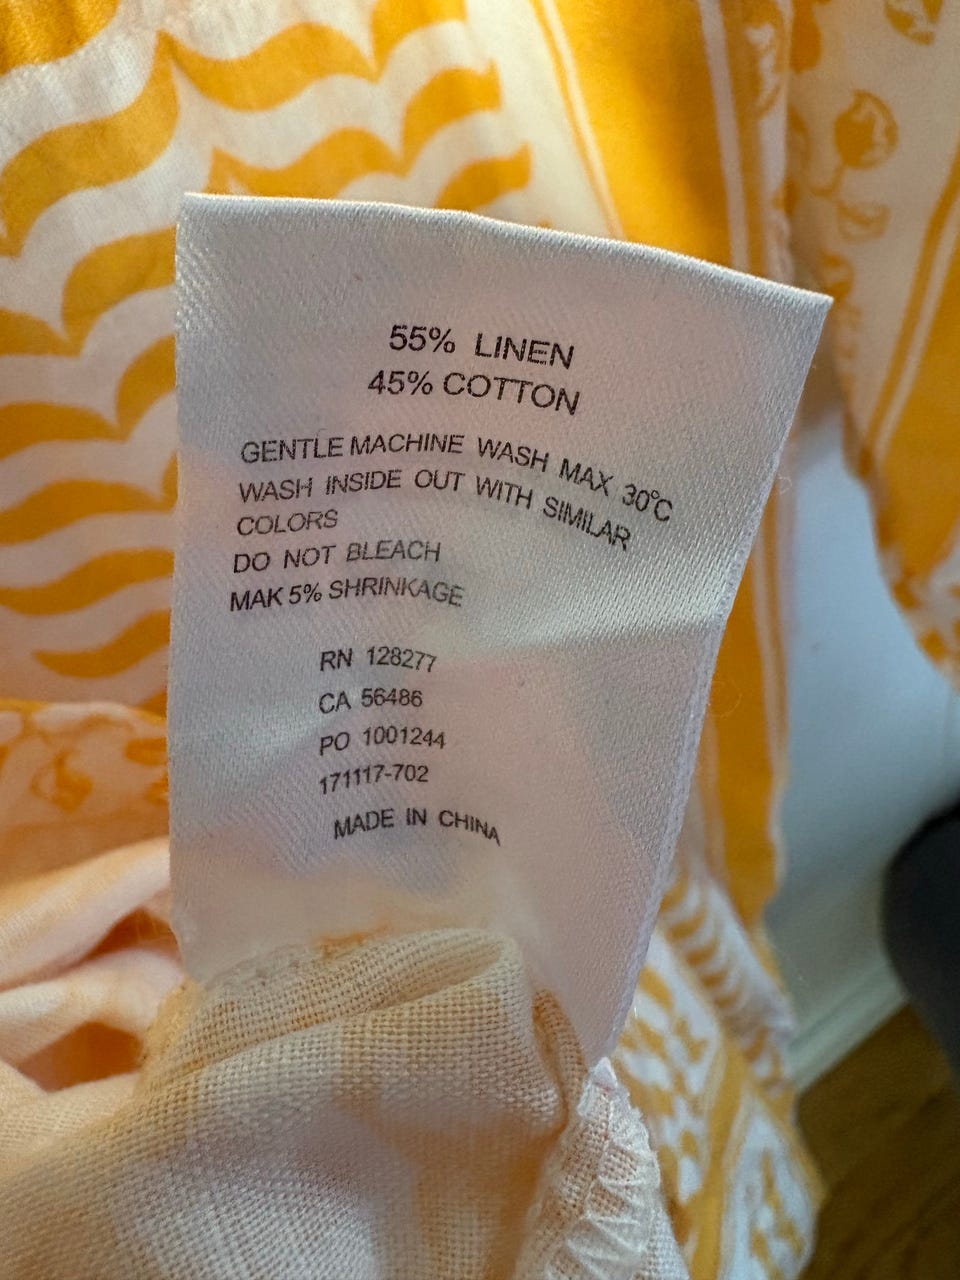 55% LINEN
45% COTTON
GENTLE MACHINE WASH MAX 30°C
WASH INSIDE OUT WITH SIMILAR
COLORS
DO NOT BLEACH
MAK 5% SHRINKAGE
RN 128277
CA 56486
PO 1001244
171117-702
MADE IN CHINA